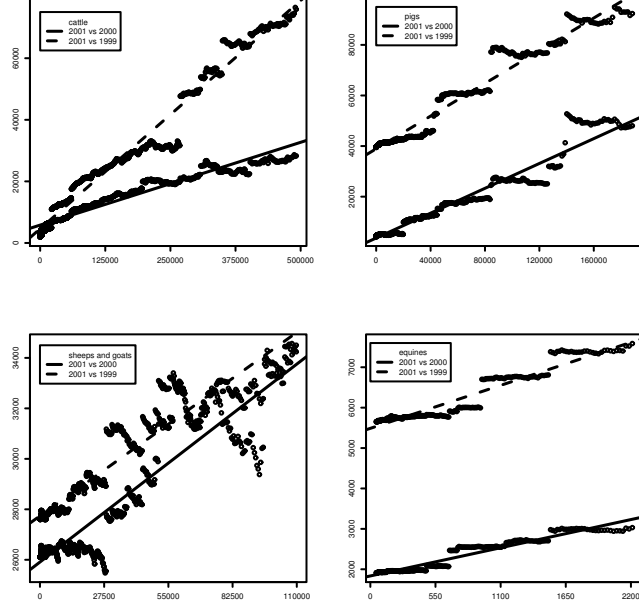 cattle
2001 vs 2000
2001 vs 1999
0
20000
40000
60000
0 125000 250000 375000 500000
pigs
2001 vs 2000
2001 vs 1999
20000
40000
60000
80000
0 40000 80000 120000 160000
sheeps and goats
2001 vs 2000
2001 vs 1999
26000
28000
30000
32000
34000
0 27500 55000 82500 110000
equines
2001 vs 2000
2001 vs 1999
2000
3000
4000
5000
6000
7000
0 550 1100 1650 2200